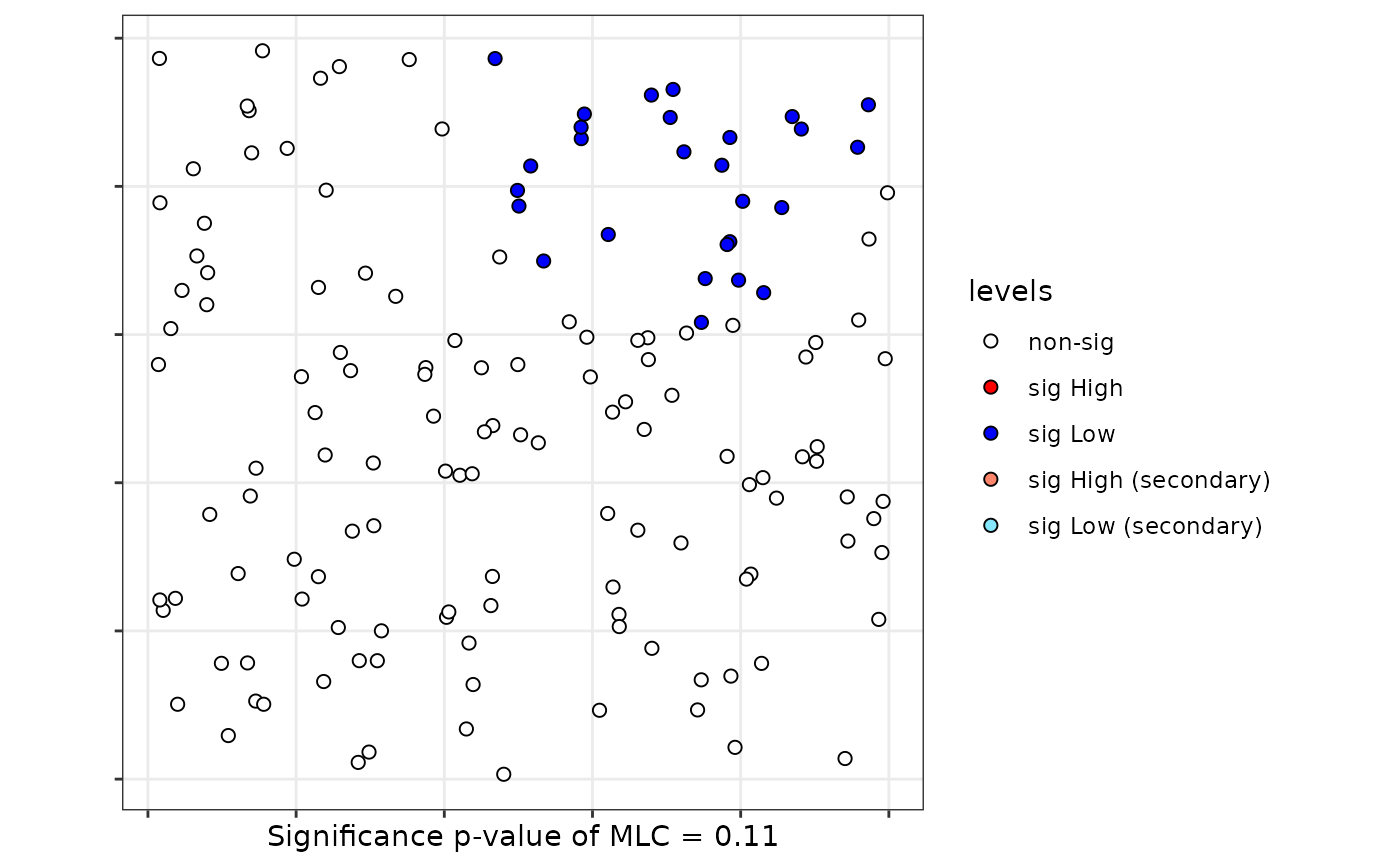 levels
non-sig
sig High
sig Low
sig High (secondary)
sig Low (secondary)
Significance p-value of MLC = 0.11